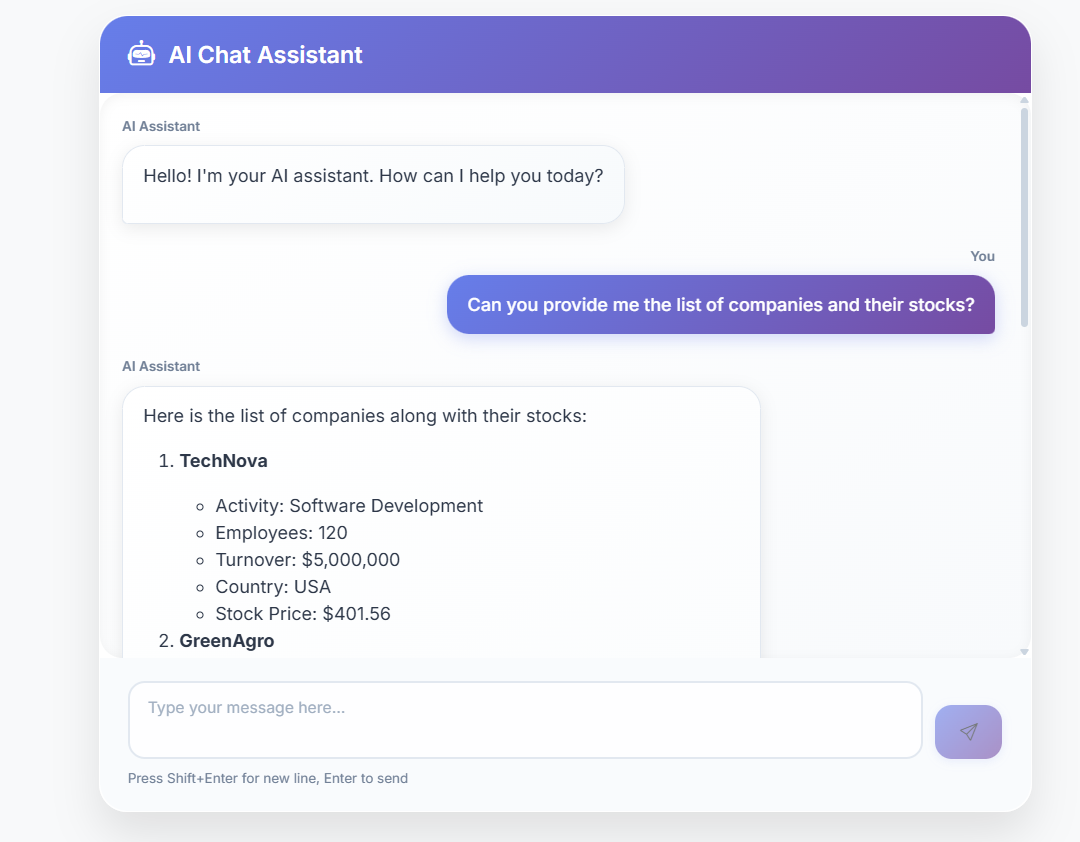 AI Chat Assistant
AI Assistant
Hello! I'm your AI assistant. How can I help you today?
You
Can you provide me the list of companies and their stocks?
AI Assistant
Here is the list of companies along with their stocks:
1. TechNova
Activity: Software Development
Employees: 120
Turnover: $5,000,000
Country: USA
Stock Price: $401.56
2. GreenAgro
Type your message here...
Press Shift+Enter for new line, Enter to send